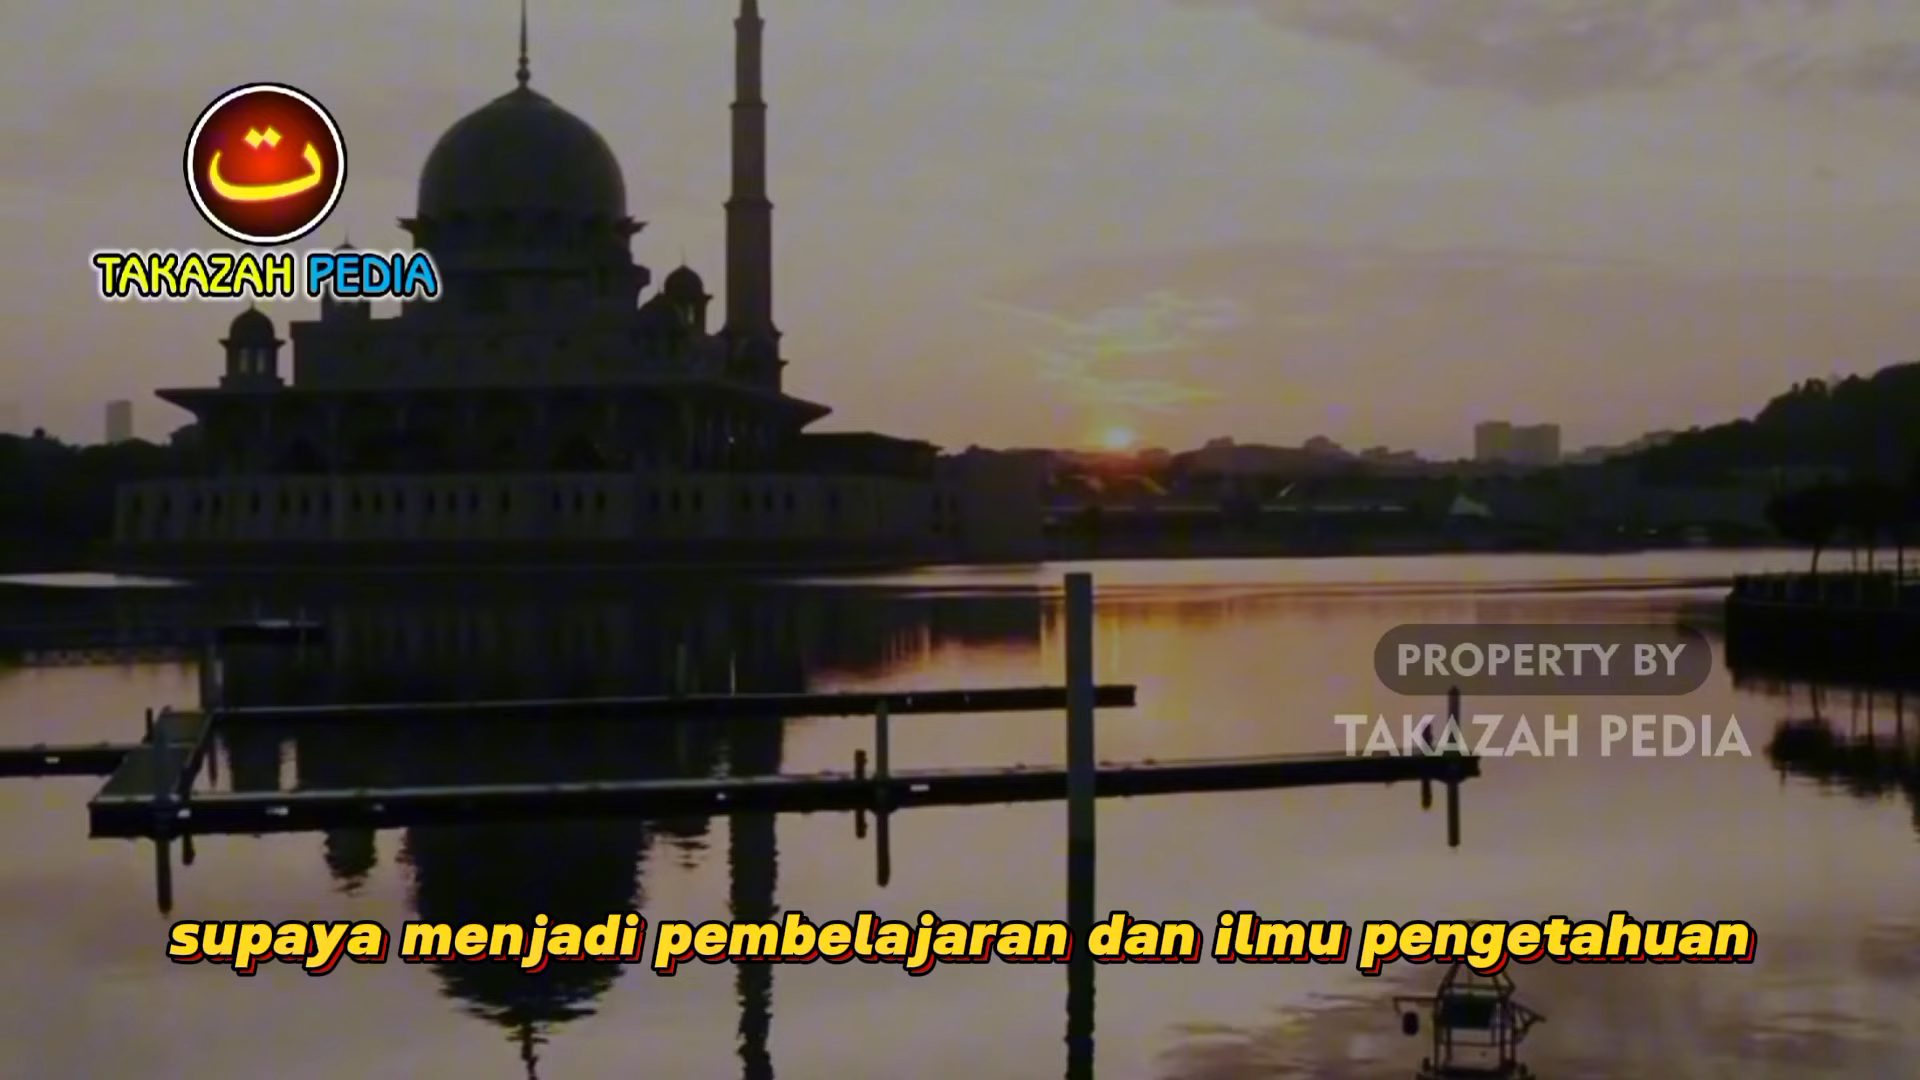 ت
TAKAZAH PEDIA
PROPERTY BY
TAKAZAH PEDIA
supaya menjadi pembelajaran dan ilmu pengetahuan